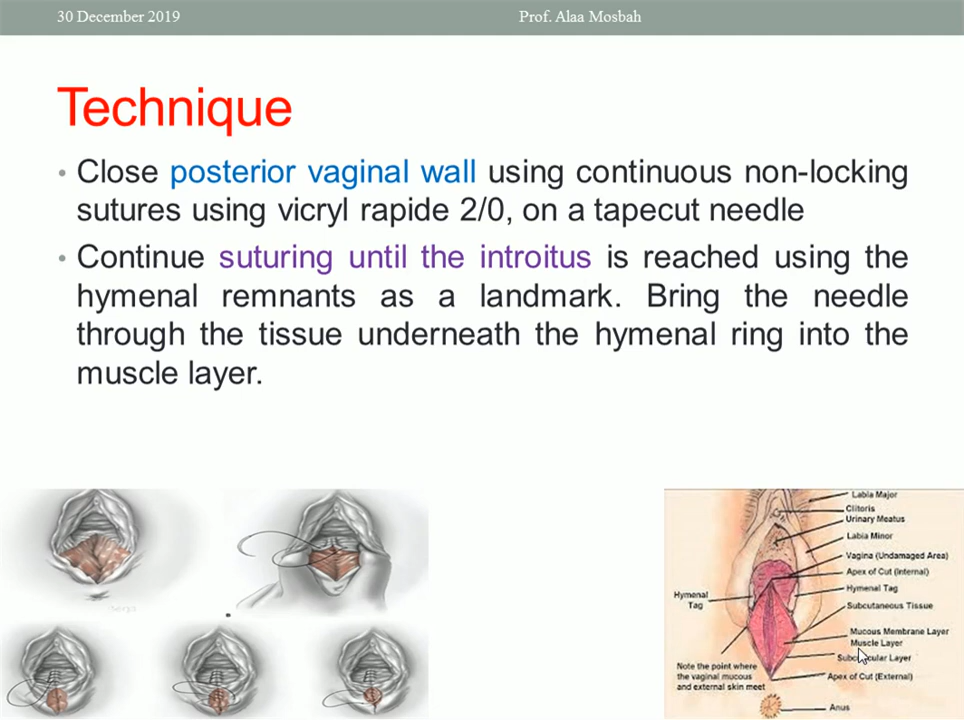 30 December 2019
Prof. Alaa Mosbah
Technique
• Close posterior vaginal wall using continuous non-locking
sutures using vicryl rapide 2/0, on a tapecut needle
• Continue suturing until the introitus is reached using the
hymenal remnants as a landmark. Bring the needle
through the tissue underneath the hymenal ring into the
muscle layer.
Labia Major
Clitoris
Urinary Meatus
Labia Minor
Vagina (Undamaged Area)
Apex of Cut (Internal)
Hymenal Tag
Hymenal
Tag
Subcutaneous Tissue
Mucous Membrane Layer
Muscle Layer
Layer
Note the point where
the vaginal mucous
and external skin meet
Apex of Cut (External)
Anus